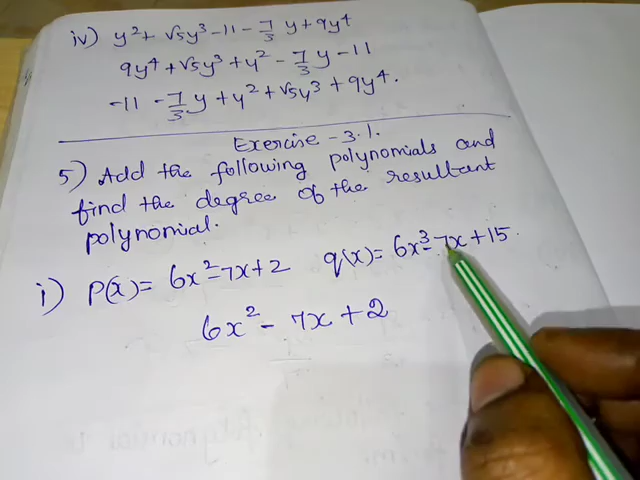 iv) y² + √5y³ - 11 - 7/3 y + 9y⁴
9y⁴ + √5y³ + y² - 7/3 y - 11
-11 - 7/3 y + y² + √5y³ + 9y⁴.
Exercise - 3.1.
5) Add the following polynomials and
find the degree of the resultant
polynomial.
i) P(x) = 6x² - 7x + 2 q(x) = 6x³ - 7x + 15.
6x² - 7x + 2